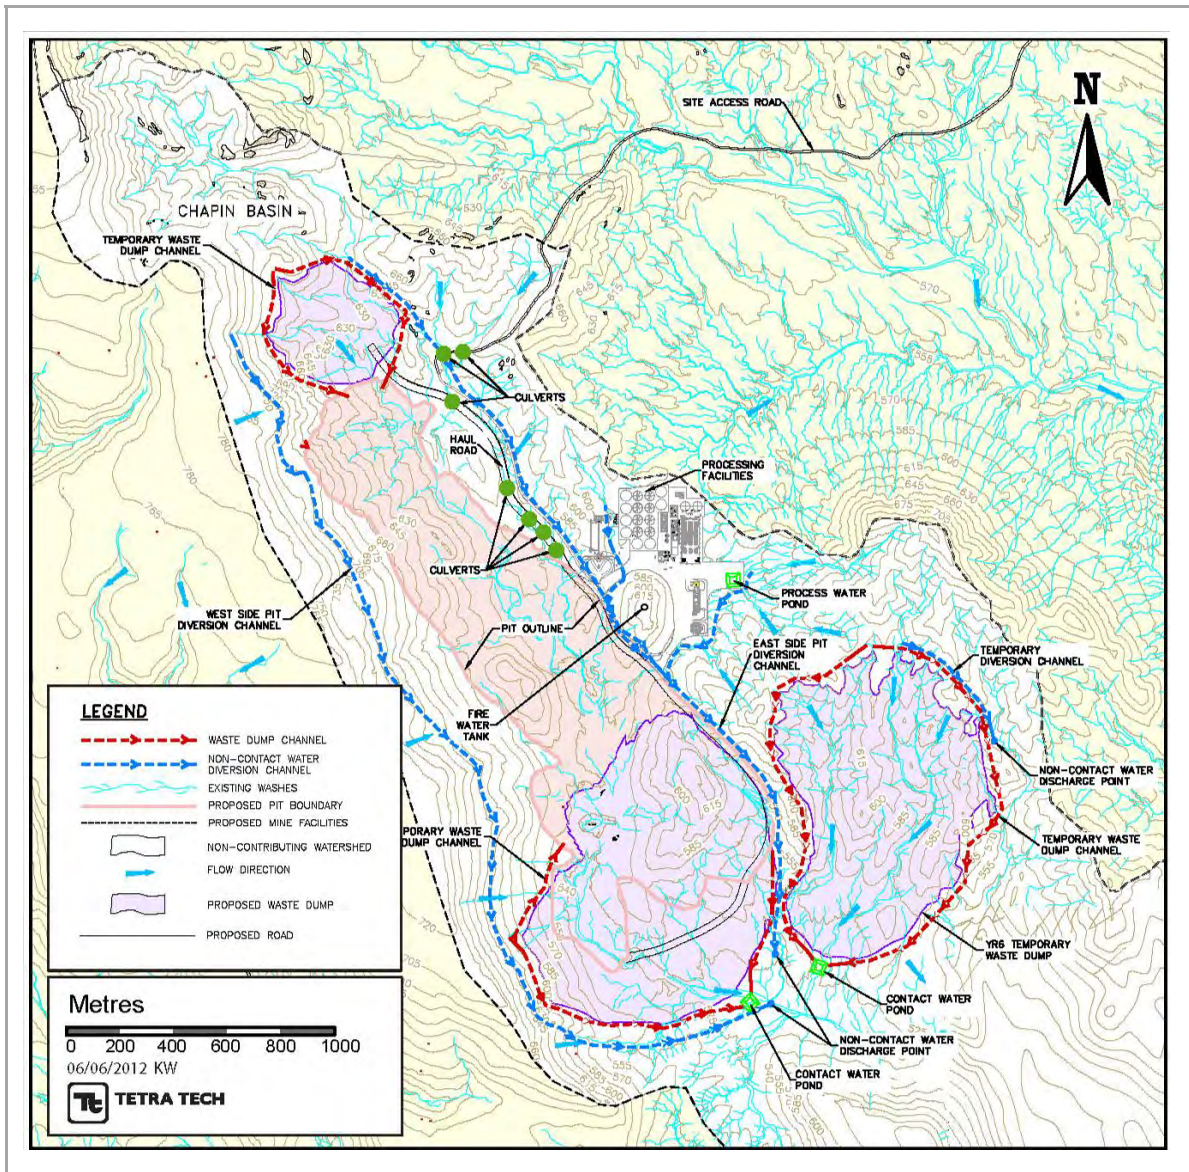 N
SITE ACCESS ROAD
CHAPIN BASIN
TEMPORARY WASTE
DUMP CHANNEL
CULVERTS
HAUL
ROAD
PROCESSING
FACILITIES
CULVERTS
PROCESS WATER
POND
WEST SIDE PIT
DIVERSION CHANNEL
PIT OUTLINE
EAST SIDE PIT
DIVERSION
CHANNEL
TEMPORARY
DIVERSION CHANNEL
FIRE
WATER
TANK
NON-CONTACT WATER
DISCHARGE POINT
PORARY WASTE
DUMP CHANNEL
TEMPORARY WASTE
DUMP CHANNEL
YR6 TEMPORARY
WASTE DUMP
CONTACT WATER
POND
NON-CONTACT WATER
DISCHARGE POINT
CONTACT WATER
POND
LEGEND
WASTE DUMP CHANNEL
NON-CONTACT WATER
DIVERSION CHANNEL
EXISTING WASHES
PROPOSED PIT BOUNDARY
PROPOSED MINE FACILITIES
NON-CONTRIBUTING WATERSHED
FLOW DIRECTION
PROPOSED WASTE DUMP
PROPOSED ROAD
Metres
0 200 400 600 800 1000
06/06/2012 KW
Tt TETRA TECH